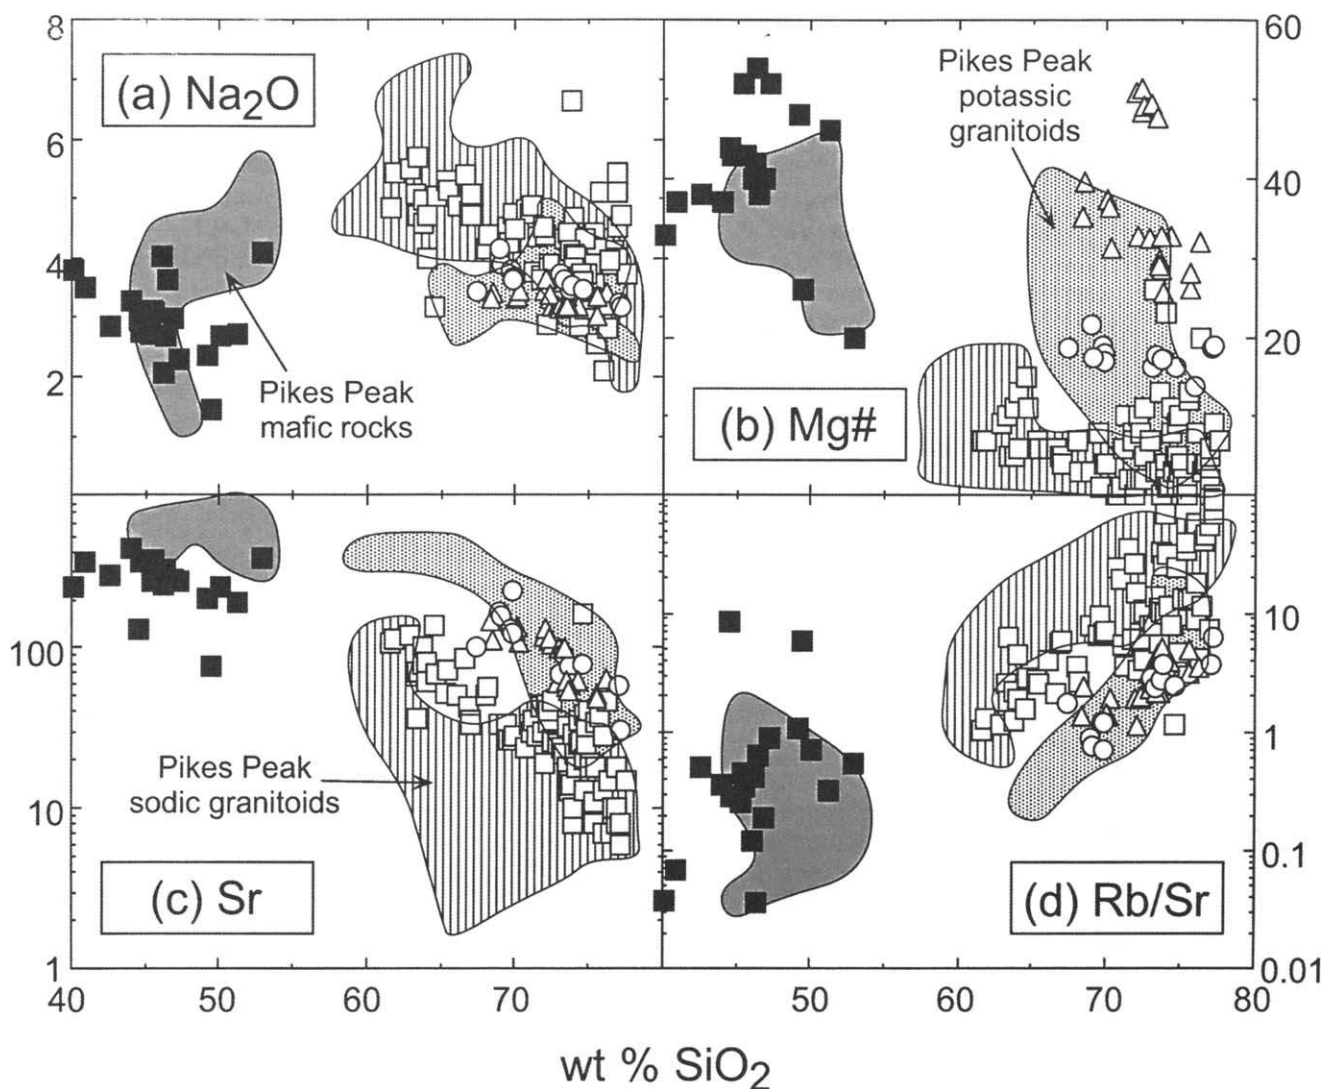 8
6
4
2
(a) Na₂O
Pikes Peak
mafic rocks
60
40
20
Pikes Peak
potassic
granitoids
(b) Mg#
100
10
1
Pikes Peak
sodic granitoids
(c) Sr
10
1
0.1
0.01
(d) Rb/Sr
40 50 60 70 50 60 70 80
wt % SiO₂